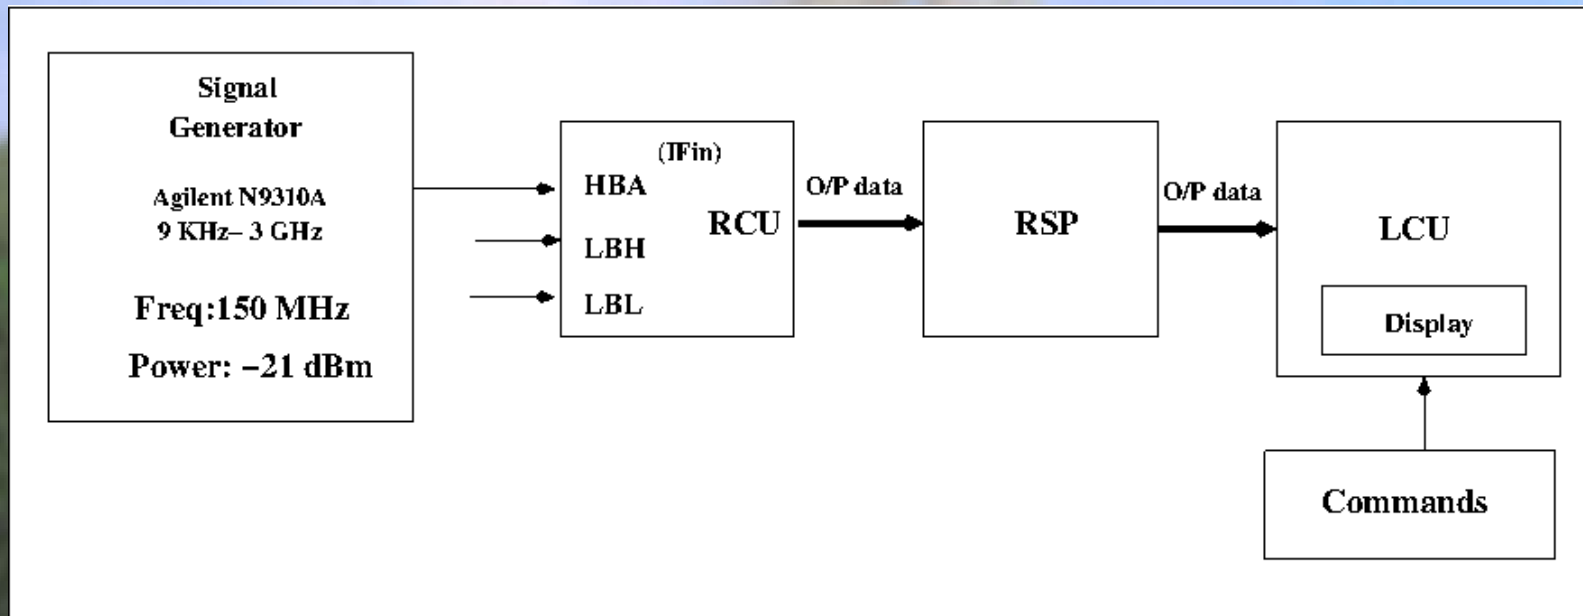 Signal
Generator
Agilent N9310A
9 KHz– 3 GHz
Freq:150 MHz
Power: –21 dBm
(IFin)
HBA
RCU
LBH
LBL
O/P data
RSP
O/P data
LCU
Display
Commands